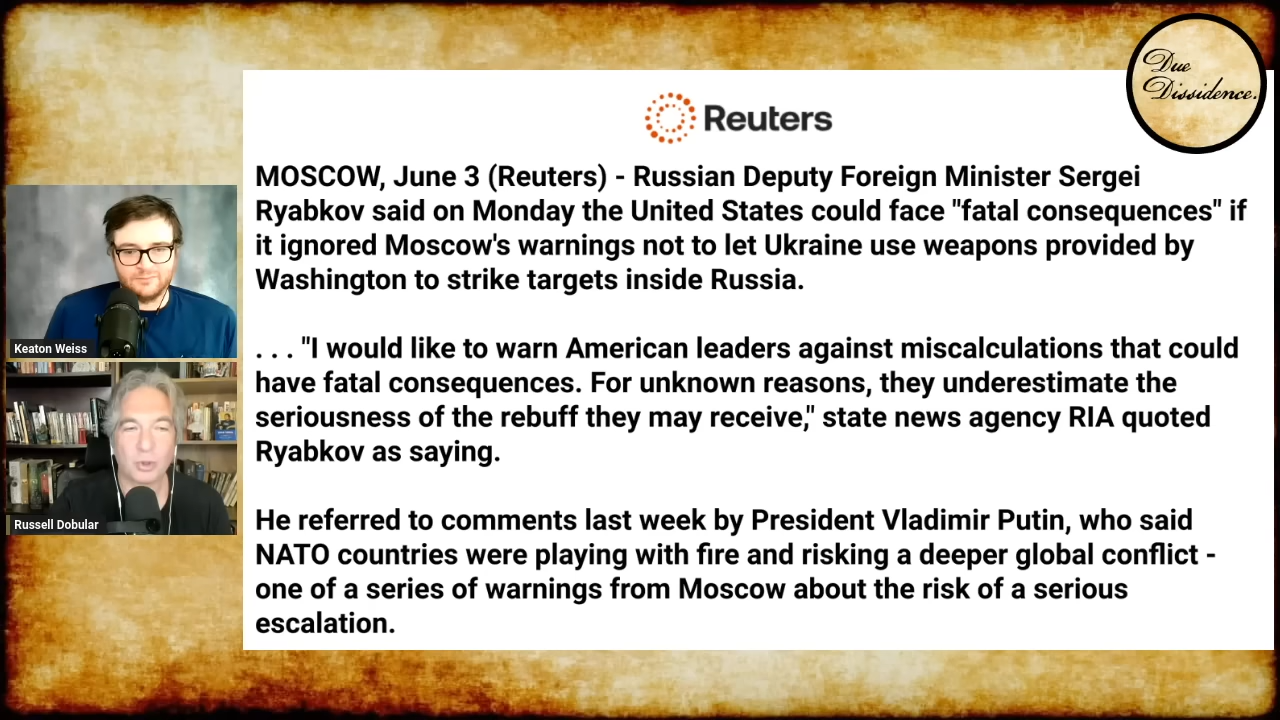 Due
Dissidence.
Reuters
MOSCOW, June 3 (Reuters) - Russian Deputy Foreign Minister Sergei
Ryabkov said on Monday the United States could face "fatal consequences" if
it ignored Moscow's warnings not to let Ukraine use weapons provided by
Washington to strike targets inside Russia.
. . . "I would like to warn American leaders against miscalculations that could
have fatal consequences. For unknown reasons, they underestimate the
seriousness of the rebuff they may receive," state news agency RIA quoted
Ryabkov as saying.
He referred to comments last week by President Vladimir Putin, who said
NATO countries were playing with fire and risking a deeper global conflict -
one of a series of warnings from Moscow about the risk of a serious
escalation.
Keaton Weiss
Russell Dobular